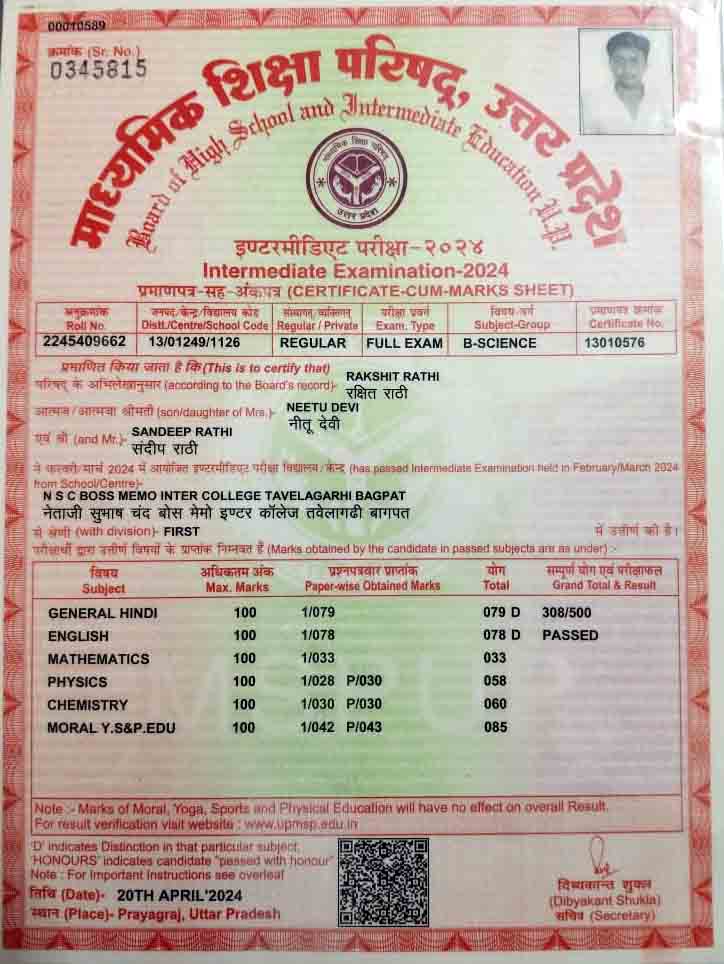 00010589
क्रमांक (Sr. No.)
0345815
माध्यमिक शिक्षा परिषद्, उत्तर प्रदेश
Board of High School and Intermediate Education U.P.
माध्यमिक शिक्षा परिषद
उत्तर प्रदेश
इण्टरमीडिएट परीक्षा-२०२४
Intermediate Examination-2024
प्रमाणपत्र-सह-अंकपत्र (CERTIFICATE-CUM-MARKS SHEET)
अनुक्रमांक जनपद/केन्द्र/विद्यालय कोड संस्थागत/व्यक्तिगत परीक्षा प्रवर्ग विषय-वर्ग प्रमाणपत्र क्रमांक
Roll No. Distt./Centre/School Code Regular / Private Exam. Type Subject-Group Certificate No.
2245409662 13/01249/1126 REGULAR FULL EXAM B-SCIENCE 13010576
प्रमाणित किया जाता है कि (This is to certify that)
RAKSHIT RATHI
परिषद् के अभिलेखानुसार (according to the Board's record)- रक्षित राठी
NEETU DEVI
आत्मज/आत्मजा श्रीमती (son/daughter of Mrs.)- नीतू देवी
SANDEEP RATHI
एवं श्री (and Mr.)- संदीप राठी
ने फरवरी/मार्च 2024 में आयोजित इण्टरमीडिएट परीक्षा विद्यालय/केन्द्र (has passed Intermediate Examination held in February/March 2024
from School/Centre)-
N S C BOSS MEMO INTER COLLEGE TAVELAGARHI BAGPAT
नेताजी सुभाष चंद बोस मेमो इण्टर कॉलेज तवेलागढी बागपत
से श्रेणी (with division)- FIRST में उत्तीर्ण की है।
परीक्षार्थी द्वारा उत्तीर्ण विषयों के प्राप्तांक निम्नवत हैं (Marks obtained by the candidate in passed subjects are as under) :-
विषय अधिकतम अंक प्रश्नपत्रवार प्राप्तांक योग सम्पूर्ण योग एवं परीक्षाफल
Subject Max. Marks Paper-wise Obtained Marks Total Grand Total & Result
GENERAL HINDI 100 1/079 079 D 308/500
ENGLISH 100 1/078 078 D PASSED
MATHEMATICS 100 1/033 033
PHYSICS 100 1/028 P/030 058
CHEMISTRY 100 1/030 P/030 060
MORAL Y.S&P.EDU 100 1/042 P/043 085
Note :- Marks of Moral, Yoga, Sports and Physical Education will have no effect on overall Result.
For result verification visit website : www.upmsp.edu.in
'D' indicates Distinction in that particular subject,
'HONOURS' indicates candidate "passed with honour"
Note : For Important Instructions see overleaf
तिथि (Date)- 20TH APRIL'2024
स्थान (Place)- Prayagraj, Uttar Pradesh
दिव्यकान्त शुक्ल
(Dibyakant Shukla)
सचिव (Secretary)